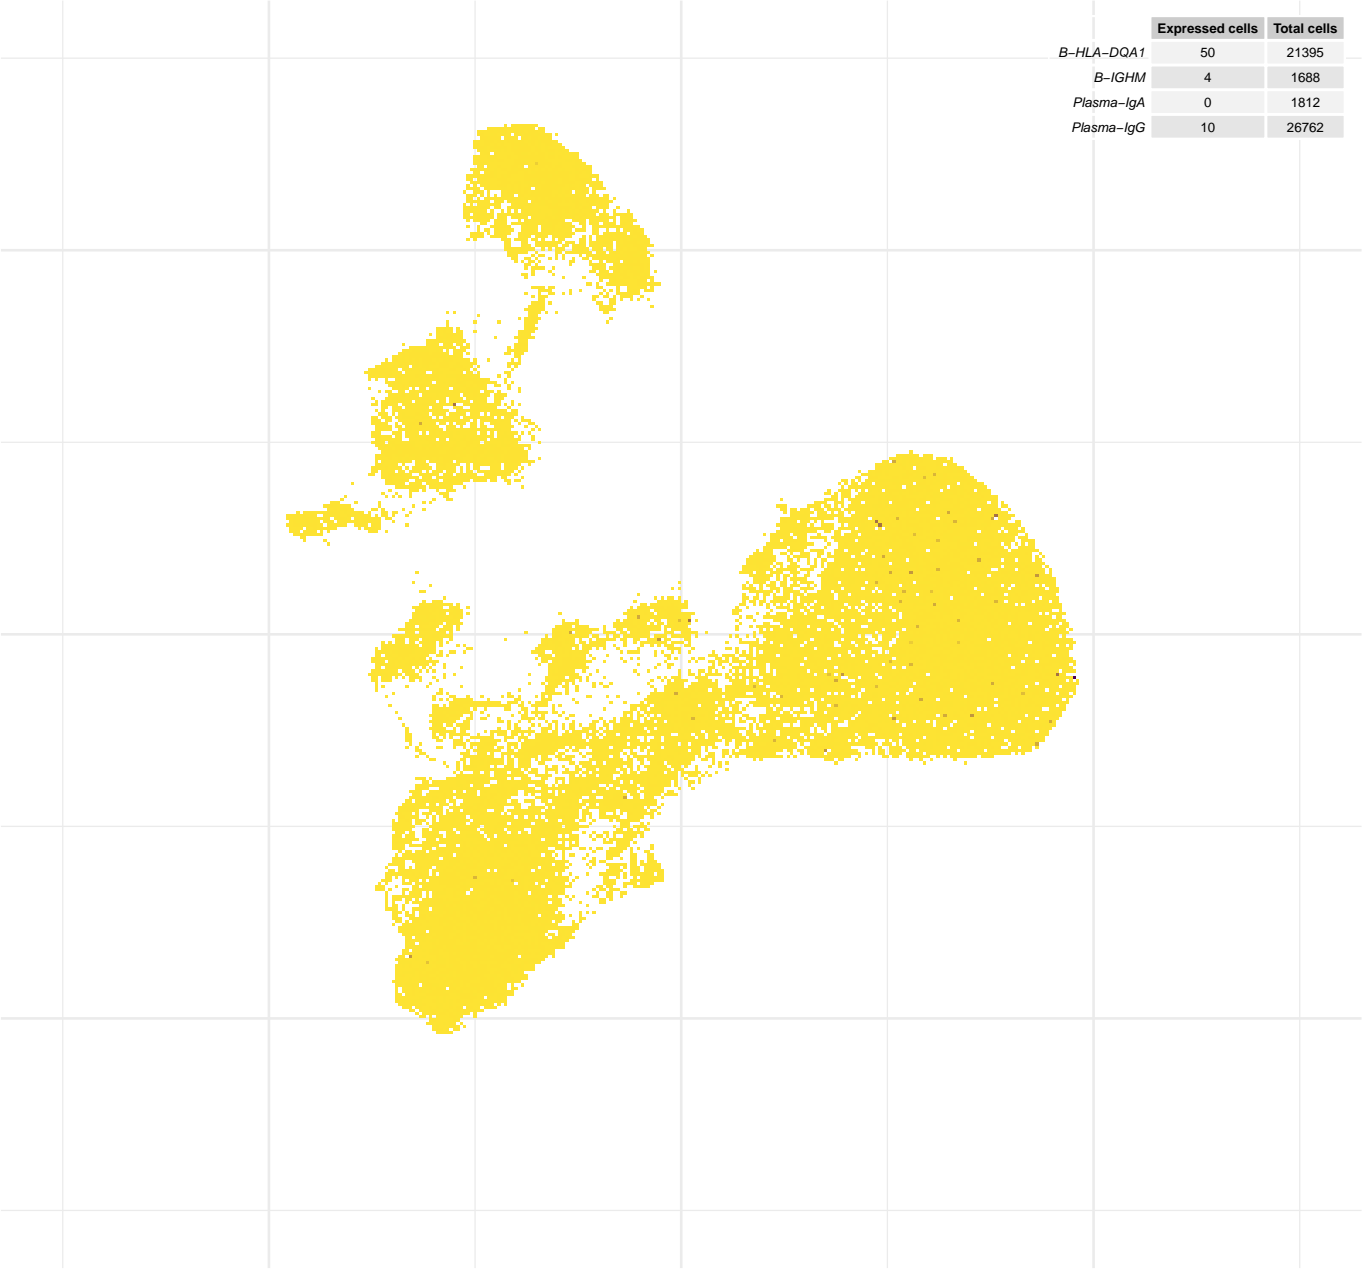 Expressed cells Total cells
B−HLA−DQA1 50 21395
B−IGHM 4 1688
Plasma−IgA 0 1812
Plasma−IgG 10 26762